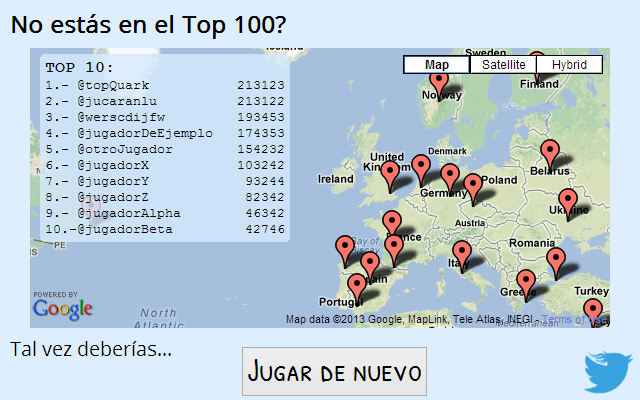 No estás en el Top 100?
TOP 10:
1.- @topQuark 213123
2.- @jucaranlu 213122
3.- @werscdijfw 193453
4.- @jugadorDeEjemplo 174353
5.- @otroJugador 154232
6.- @jugadorX 103242
7.- @jugadorY 93244
8.- @jugadorZ 82342
9.- @jugadorAlpha 46342
10.-@jugadorBeta 42746
Map Satellite Hybrid
Sweden
Norway
Finland
United
Kingdom
Denmark
Ireland
Belarus
Germany
Poland
Ukraine
Austria
France
Bay of
Romania
Italy
Spain
Portugal
Greece
Turkey
PE
North
Atlantic
Mediterranean
POWERED BY
Google
Map data ©2013 Google, MapLink, Tele Atlas, INEGI - Terms of Use
Tal vez deberías...
JUGAR DE NUEVO